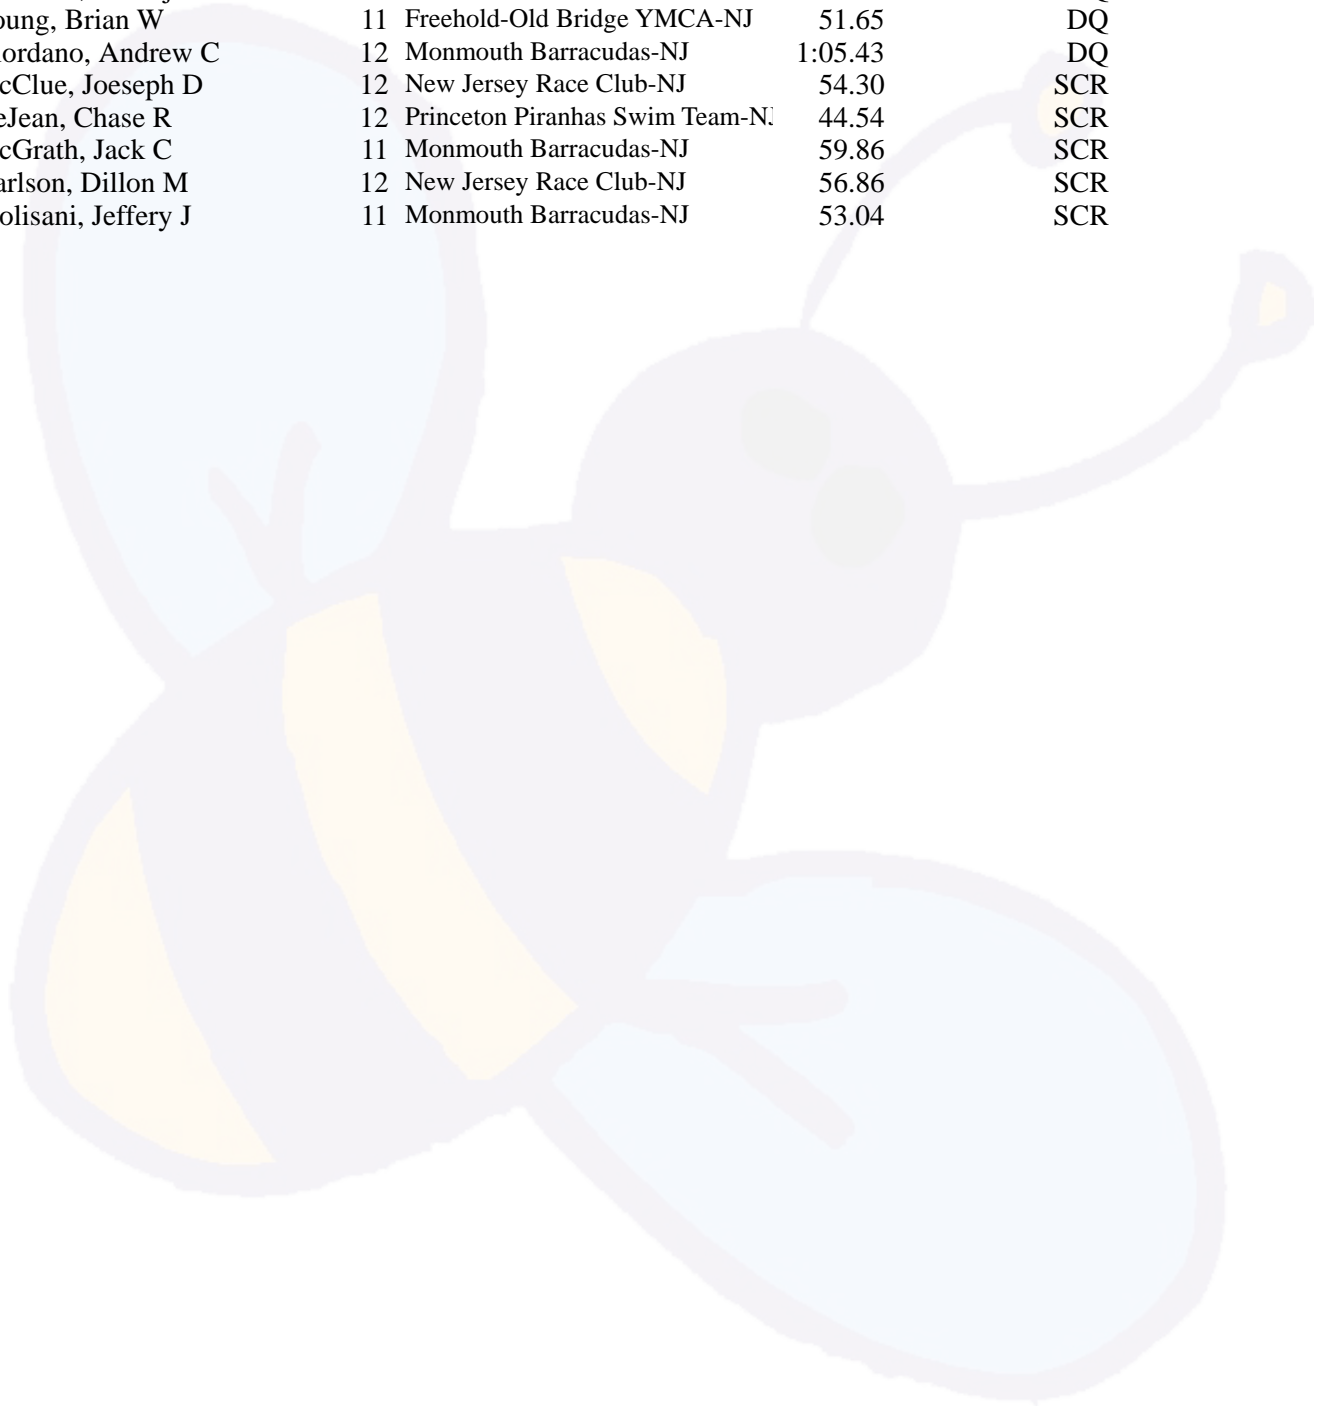 oung, Brian W 11 Freehold-Old Bridge YMCA-NJ 51.65 DQ
iordano, Andrew C 12 Monmouth Barracudas-NJ 1:05.43 DQ
cClue, Joeseph D 12 New Jersey Race Club-NJ 54.30 SCR
eJean, Chase R 12 Princeton Piranhas Swim Team-NJ 44.54 SCR
cGrath, Jack C 11 Monmouth Barracudas-NJ 59.86 SCR
arlson, Dillon M 12 New Jersey Race Club-NJ 56.86 SCR
olisani, Jeffery J 11 Monmouth Barracudas-NJ 53.04 SCR